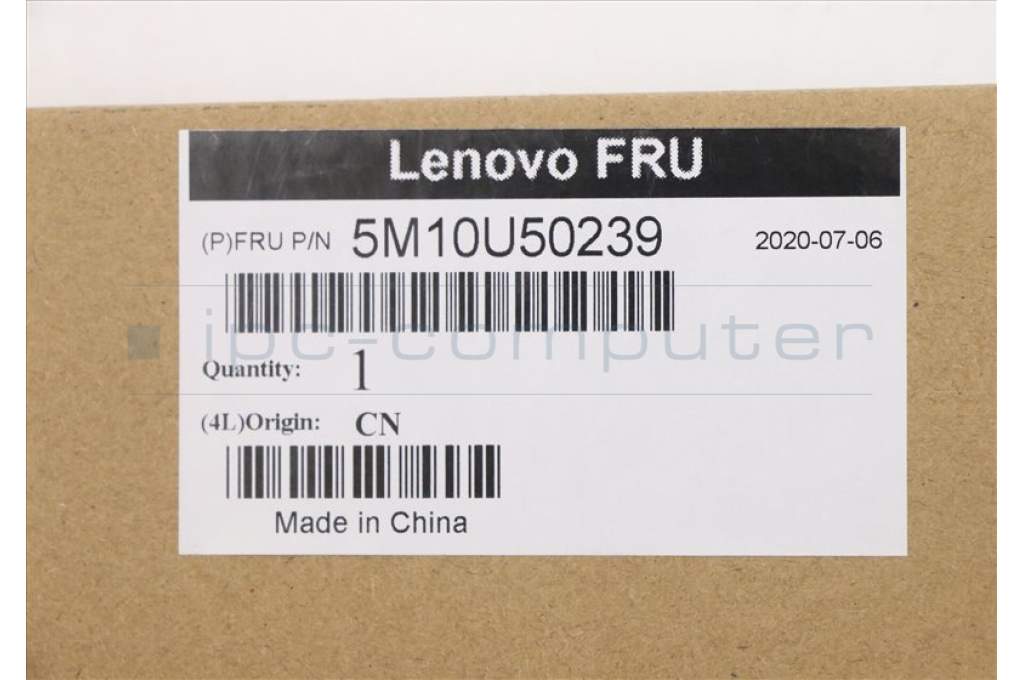 Lenovo FRU
(P)FRU P/N 5M10U50239 2020-07-06
ipc-computer
Quantity: 1
(4L)Origin: CN
Made in China